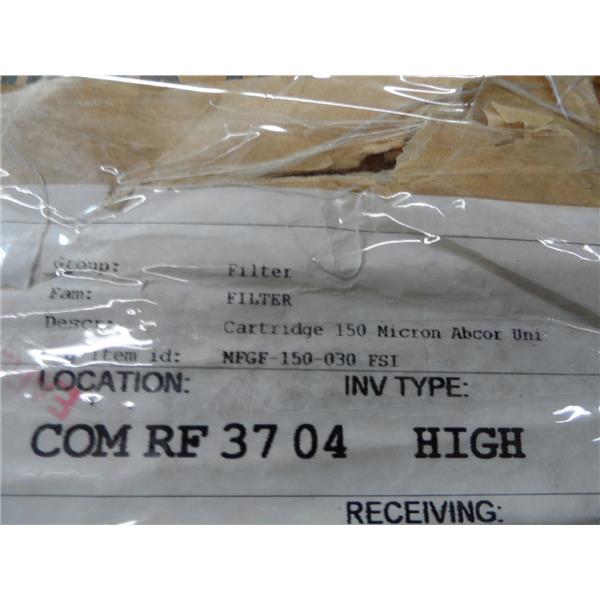 Group: Filter
Fam: FILTER
Descr: Cartridge 150 Micron Abcor Uni
item id: MFGF-150-030 FSI
LOCATION: INV TYPE:
COM RF 37 04 HIGH
RECEIVING: